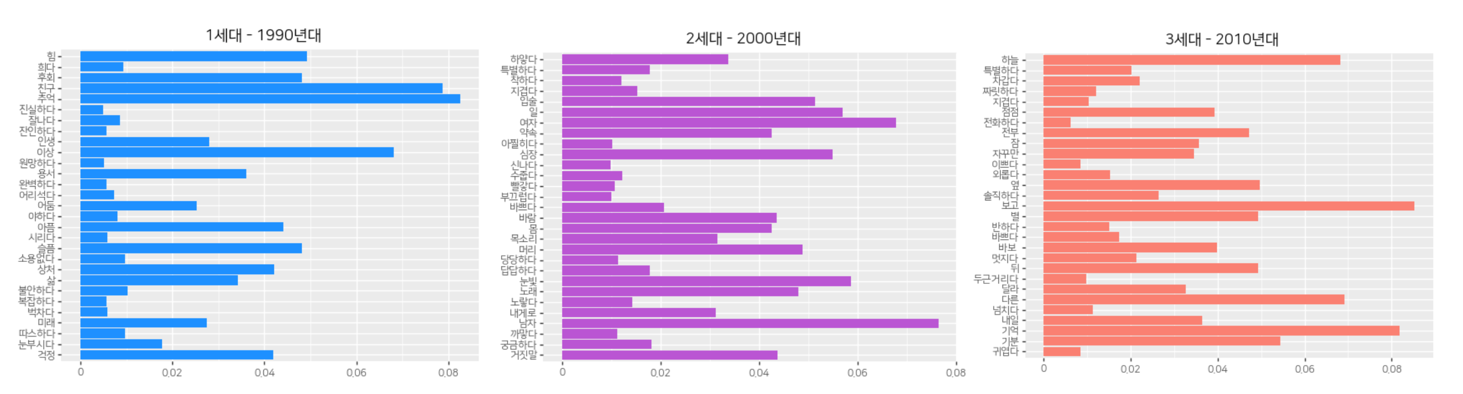 1세대 - 1990년대
힘
희다
후회
친구
추억
진실하다
잘나다
잔인하다
인생
이상
원망하다
용서
완벽하다
어리석다
어둠
야하다
아픔
시리다
슬픔
소용없다
상처
삶
불안하다
복잡하다
벅차다
미래
따스하다
눈부시다
걱정
0
0.02
0.04
0.06
0.08
2세대 - 2000년대
하얗다
특별하다
착하다
지겹다
입술
일
여자
약속
아찔하다
심장
신나다
수줍다
빨갛다
부끄럽다
바쁘다
바람
몸
목소리
머리
당당하다
답답하다
눈빛
노래
노랗다
내게로
남자
까맣다
궁금하다
거짓말
0
0.02
0.04
0.06
0.08
3세대 - 2010년대
하늘
특별하다
차갑다
짜릿하다
지겹다
점점
전화하다
전부
잠
자꾸만
이쁘다
외롭다
옆
솔직하다
보고
별
반하다
바쁘다
바보
멋지다
뒤
두근거리다
달라
다른
넘치다
내일
기억
기분
귀엽다
0
0.02
0.04
0.06
0.08